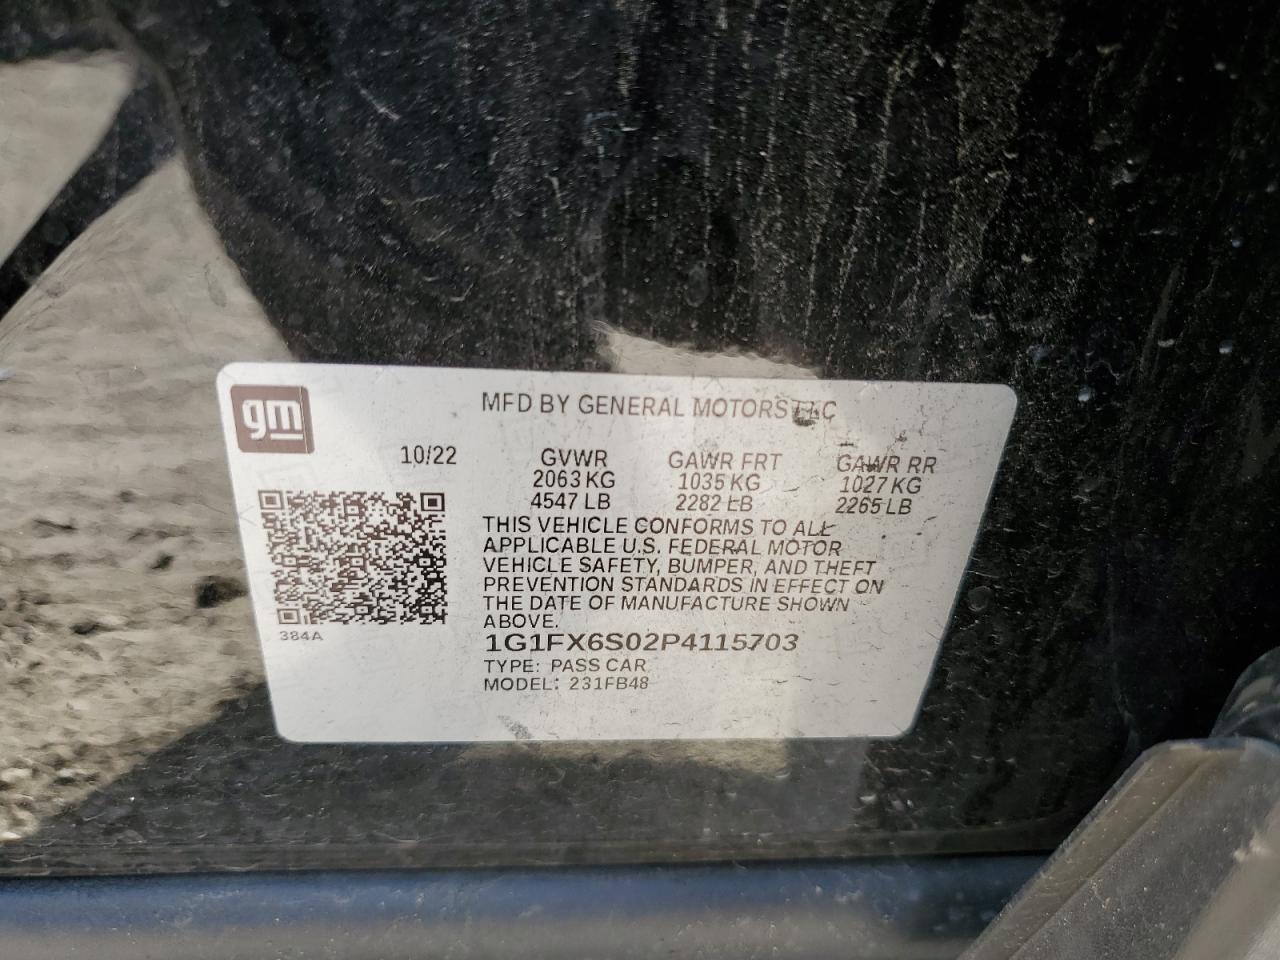 gm
MFD BY GENERAL MOTORS LLC
10/22 GVWR GAWR FRT GAWR RR
2063 KG 1035 KG 1027 KG
4547 LB 2282 LB 2265 LB
THIS VEHICLE CONFORMS TO ALL
APPLICABLE U.S. FEDERAL MOTOR
VEHICLE SAFETY, BUMPER, AND THEFT
PREVENTION STANDARDS IN EFFECT ON
THE DATE OF MANUFACTURE SHOWN
ABOVE.
384A
1G1FX6S02P4115703
TYPE: PASS CAR
MODEL: 231FB48